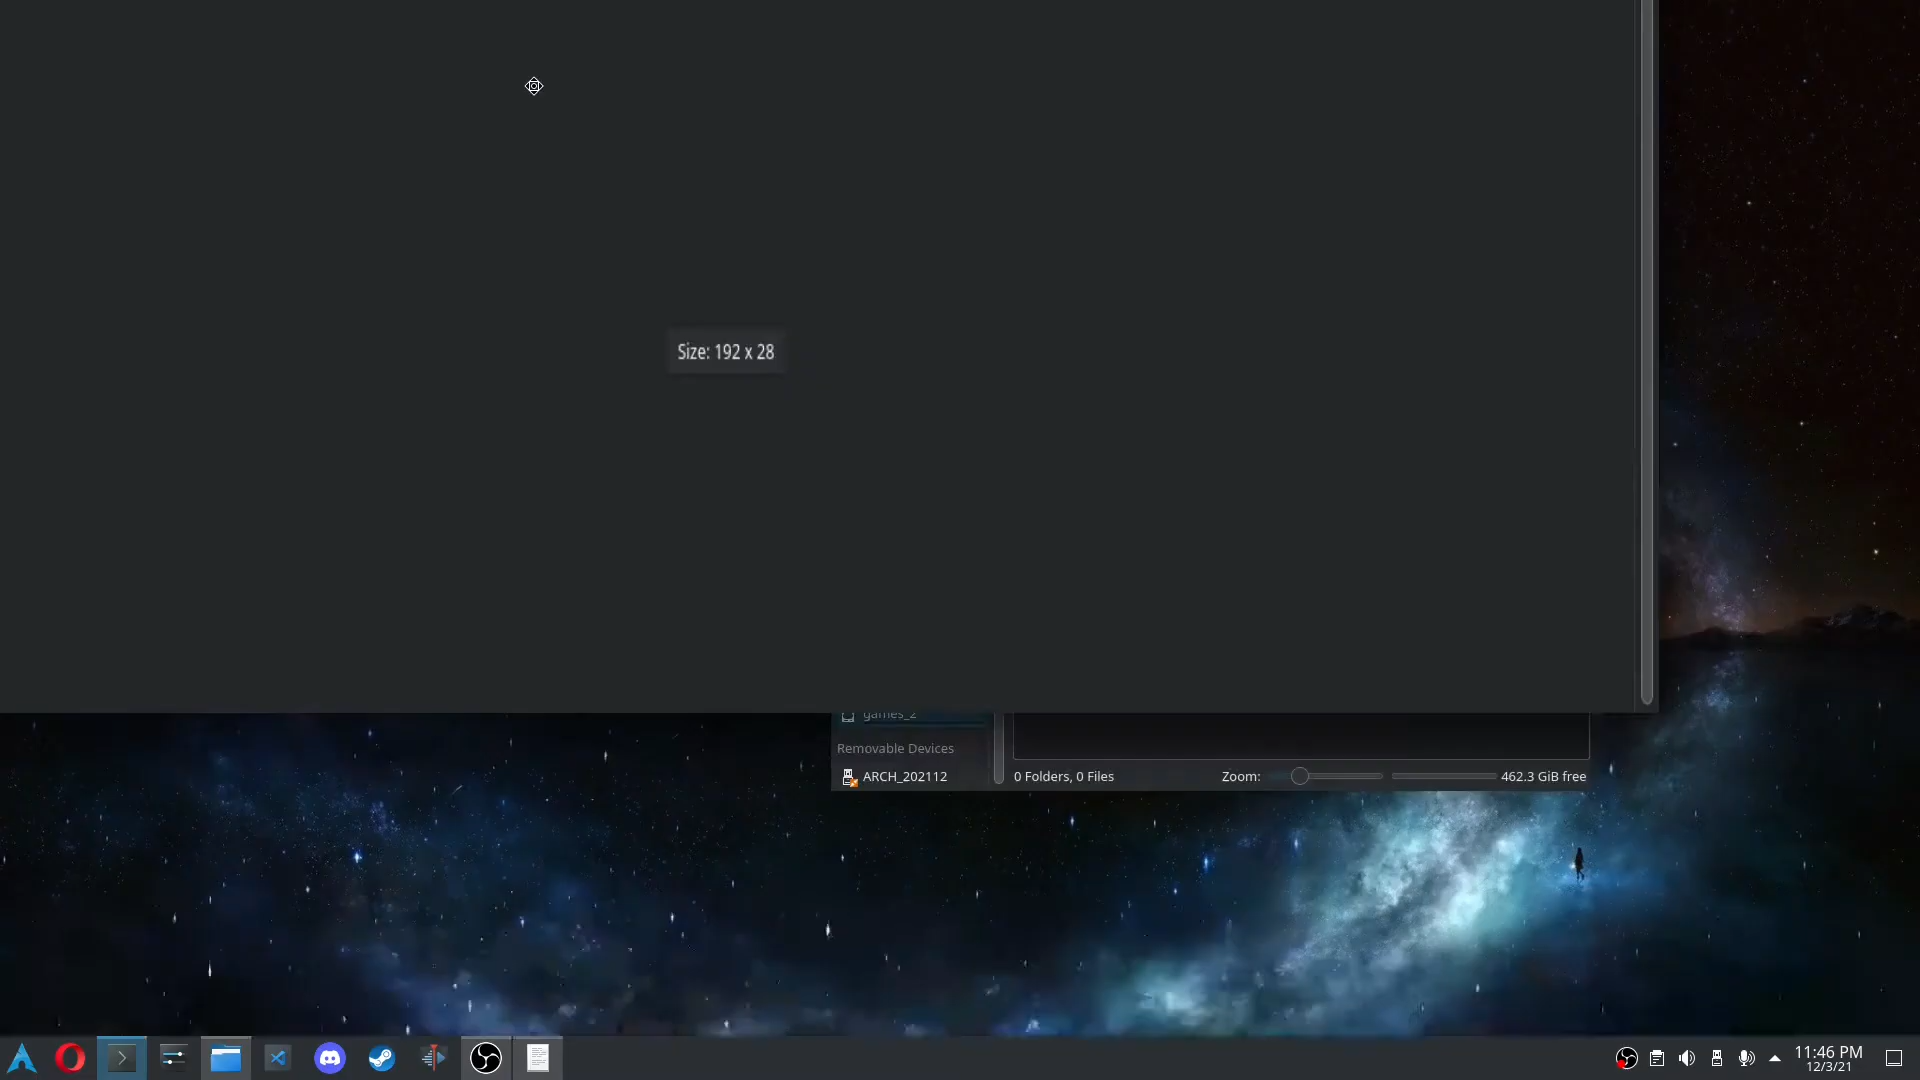 Size: 192 x 28
games_2
Removable Devices
ARCH_202112
0 Folders, 0 Files
Zoom:
462.3 GiB free
11:46 PM
12/3/21